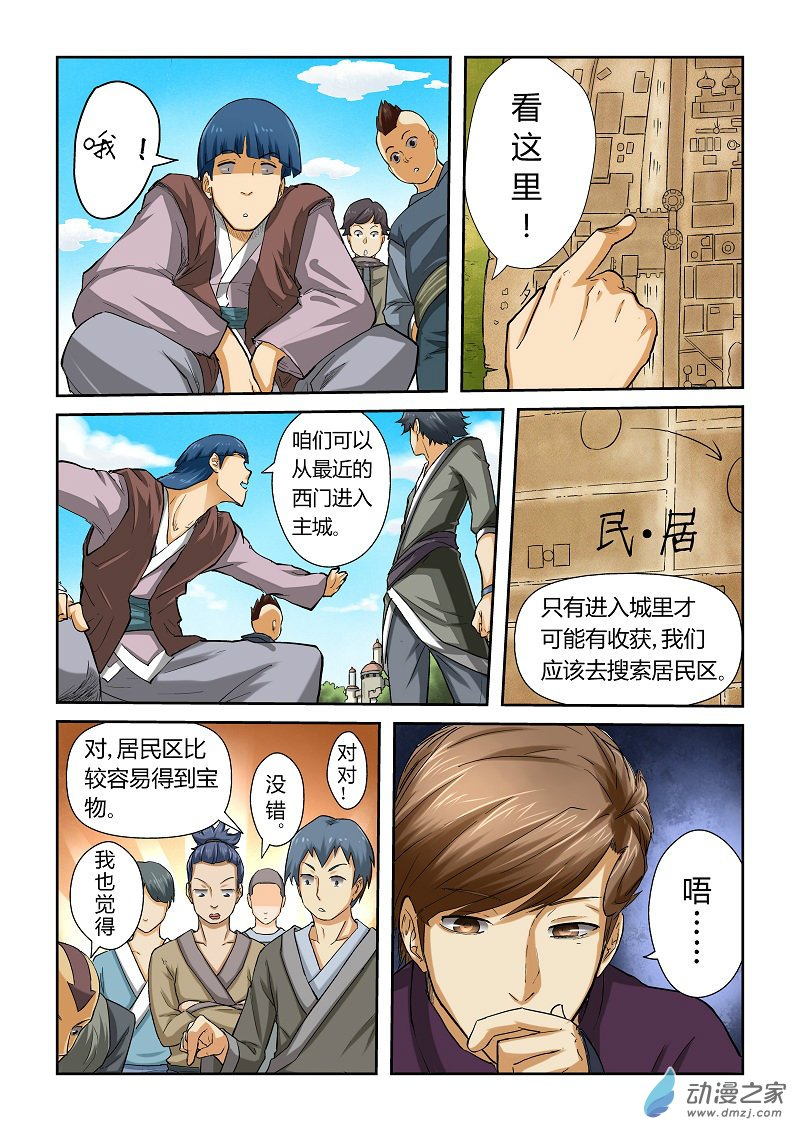 哦！
看这里！
咱们可以
从最近的
西门进入
主城。
民·居
只有进入城里才
可能有收获,我们
应该去搜索居民区。
对,居民区比
较容易得到宝
物。
没错。
对对！
我也觉得
唔……
动漫之家
www.dmzj.com